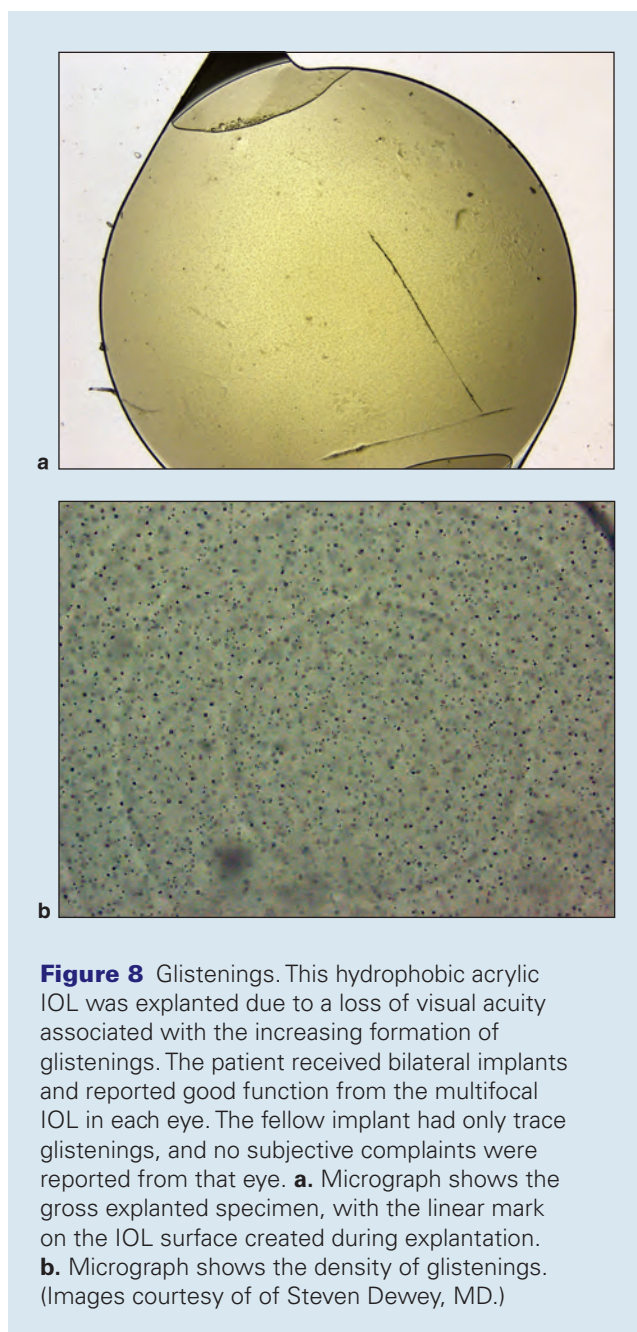 a
b
Figure 8 Glistenings. This hydrophobic acrylic
IOL was explanted due to a loss of visual acuity
associated with the increasing formation of
glistenings. The patient received bilateral implants
and reported good function from the multifocal
IOL in each eye. The fellow implant had only trace
glistenings, and no subjective complaints were
reported from that eye. a. Micrograph shows the
gross explanted specimen, with the linear mark
on the IOL surface created during explantation.
b. Micrograph shows the density of glistenings.
(Images courtesy of of Steven Dewey, MD.)